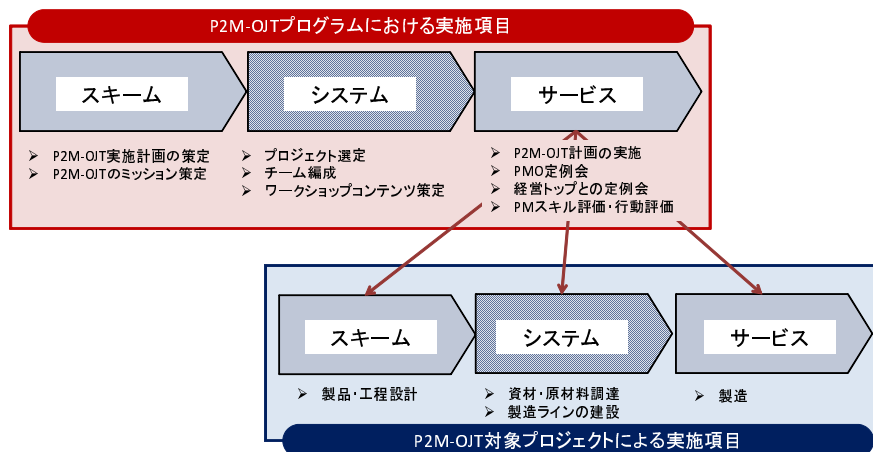 P2M-OJTプログラムにおける実施項目
スキーム
システム
サービス
➢ P2M-OJT実施計画の策定
➢ P2M-OJTのミッション策定
➢ プロジェクト選定
➢ チーム編成
➢ ワークショップコンテンツ策定
➢ P2M-OJT計画の実施
➢ PMO定例会
➢ 経営トップとの定例会
➢ PMスキル評価・行動評価
スキーム
システム
サービス
➢ 製品・工程設計
➢ 資材・原材料調達
➢ 製造ラインの建設
➢ 製造
P2M-OJT対象プロジェクトによる実施項目